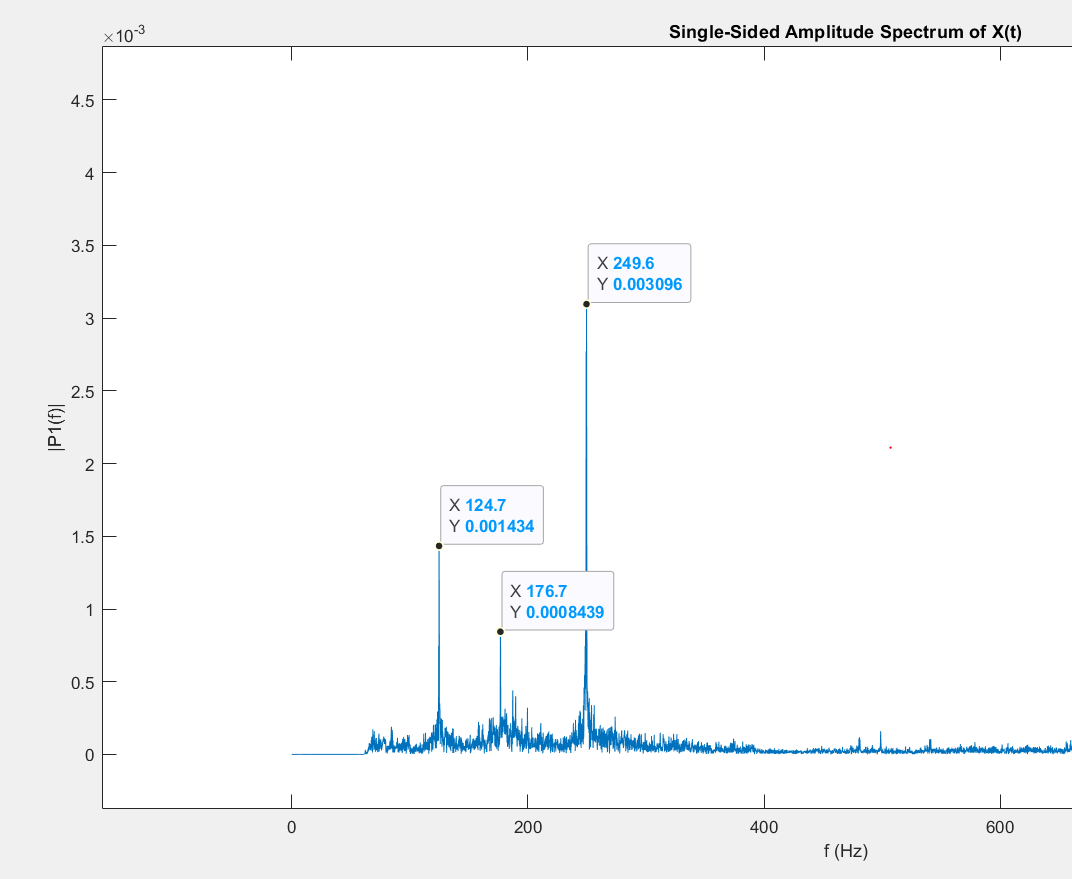 Single-Sided Amplitude Spectrum of X(t)
×10⁻³
4.5
4
3.5
3
2.5
2
1.5
1
0.5
0
|P1(f)|
X 249.6
Y 0.003096
X 124.7
Y 0.001434
X 176.7
Y 0.0008439
0 200 400 600
f (Hz)